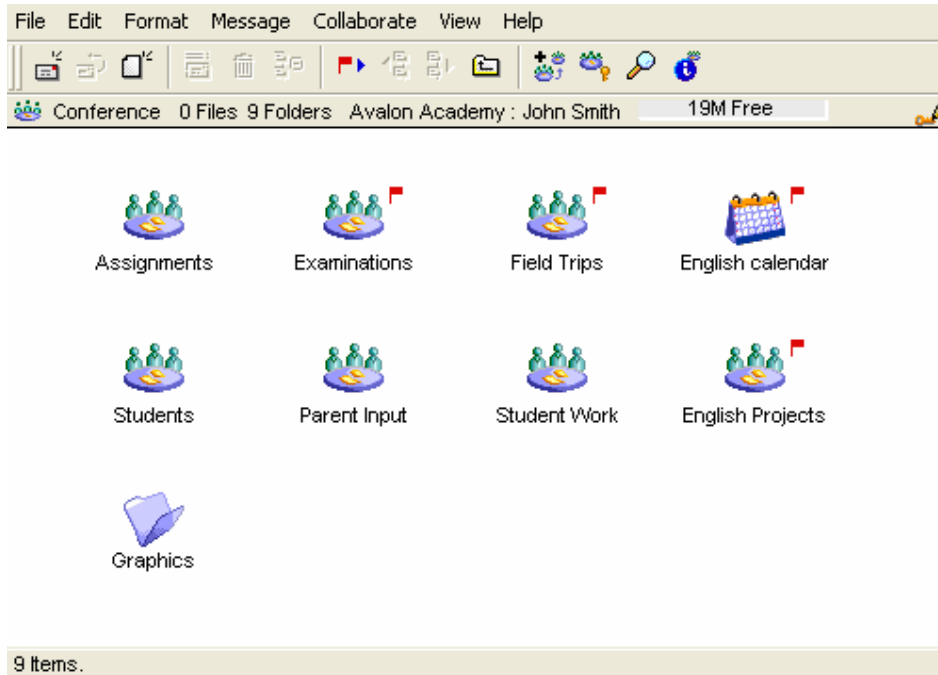 File Edit Format Message Collaborate View Help
Conference 0 Files 9 Folders Avalon Academy : John Smith 19M Free
Assignments Examinations Field Trips English calendar
Students Parent Input Student Work English Projects
Graphics
9 Items.